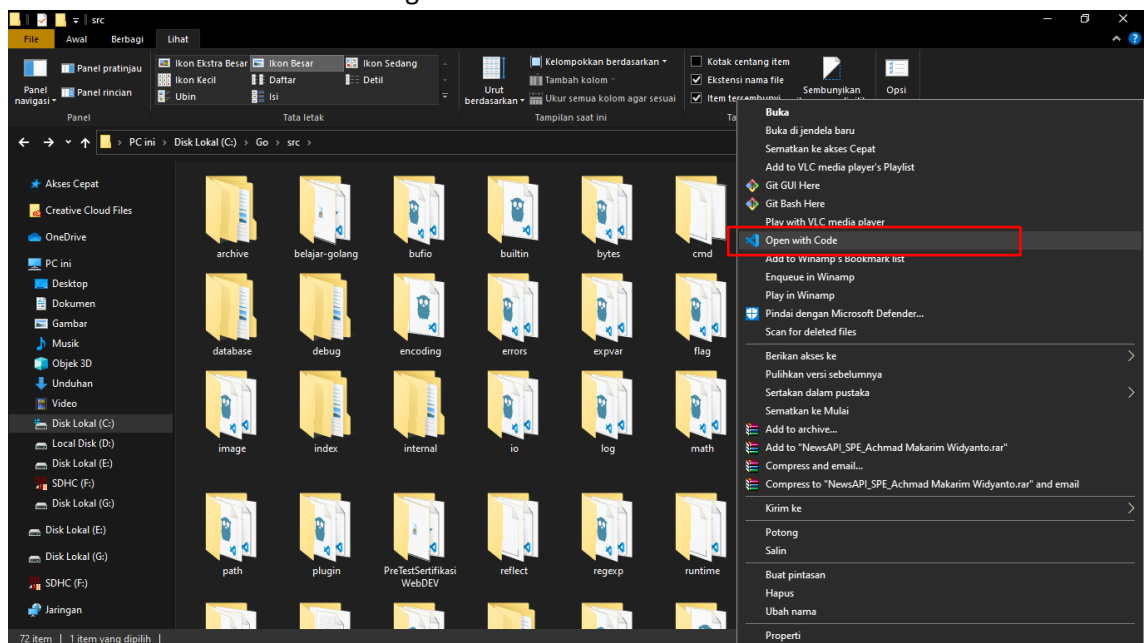 src
File Awal Berbagi Lihat
Panel navigasi
Panel pratinjau
Panel rincian
Panel
Ikon Ekstra Besar Ikon Besar Ikon Sedang
Ikon Kecil Daftar Detil
Ubin Isi
Tata letak
Urut berdasarkan
Kelompokkan berdasarkan
Tambah kolom
Ukur semua kolom agar sesuai
Tampilan saat ini
Kotak centang item
Ekstensi nama file
Item tersembunyi
Sembunyikan
Opsi
PC ini > Disk Lokal (C:) > Go > src >
Akses Cepat
Creative Cloud Files
OneDrive
PC ini
Desktop
Dokumen
Gambar
Musik
Objek 3D
Unduhan
Video
Disk Lokal (C:)
Local Disk (D:)
Disk Lokal (E:)
SDHC (F:)
Disk Lokal (G:)
Disk Lokal (E:)
Disk Lokal (G:)
SDHC (F:)
Jaringan
archive belajar-golang bufio builtin bytes cmd
database debug encoding errors expvar flag
image index internal io log math
path plugin PreTestSertifikasi reflect regexp runtime
WebDEV
72 item | 1 item yang dipilih |
Buka
Buka di jendela baru
Sematkan ke akses Cepat
Add to VLC media player's Playlist
Git GUI Here
Git Bash Here
Play with VLC media player
Open with Code
Add to Winamp's Bookmark list
Enqueue in Winamp
Play in Winamp
Pindai dengan Microsoft Defender...
Scan for deleted files
Berikan akses ke
Pulihkan versi sebelumnya
Sertakan dalam pustaka
Sematkan ke Mulai
Add to archive...
Add to "NewsAPI_SPE_Achmad Makarim Widyanto.rar"
Compress and email...
Compress to "NewsAPI_SPE_Achmad Makarim Widyanto.rar" and email
Kirim ke
Potong
Salin
Buat pintasan
Hapus
Ubah nama
Properti